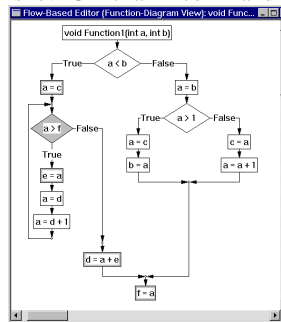 Flow-Based Editor (Function-Diagram View): void Func...
void Function1(int a, int b)
True
a < b
False
a = c
a = b
a > f
False
True
a > 1
False
True
a = c
c = a
e = a
b = a
a = a + 1
a = d
a = d + 1
d = a + e
f = a